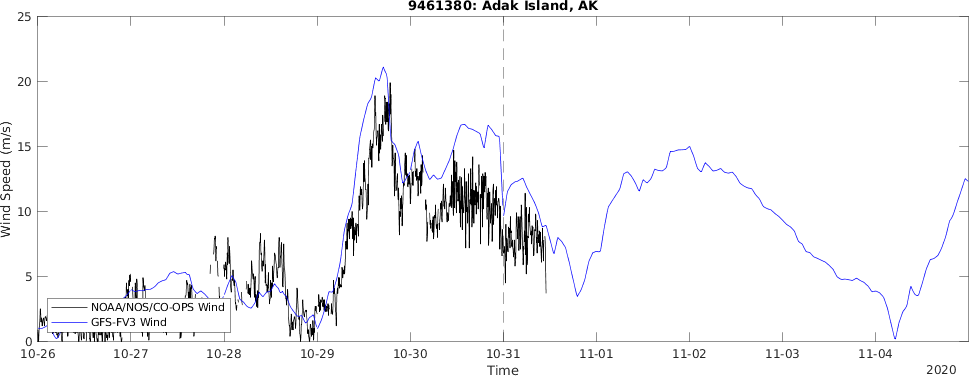 9461380: Adak Island, AK
Wind Speed (m/s)
25
20
15
10
5
0
NOAA/NOS/CO-OPS Wind
GFS-FV3 Wind
10-26 10-27 10-28 10-29 10-30 10-31 11-01 11-02 11-03 11-04
Time
2020